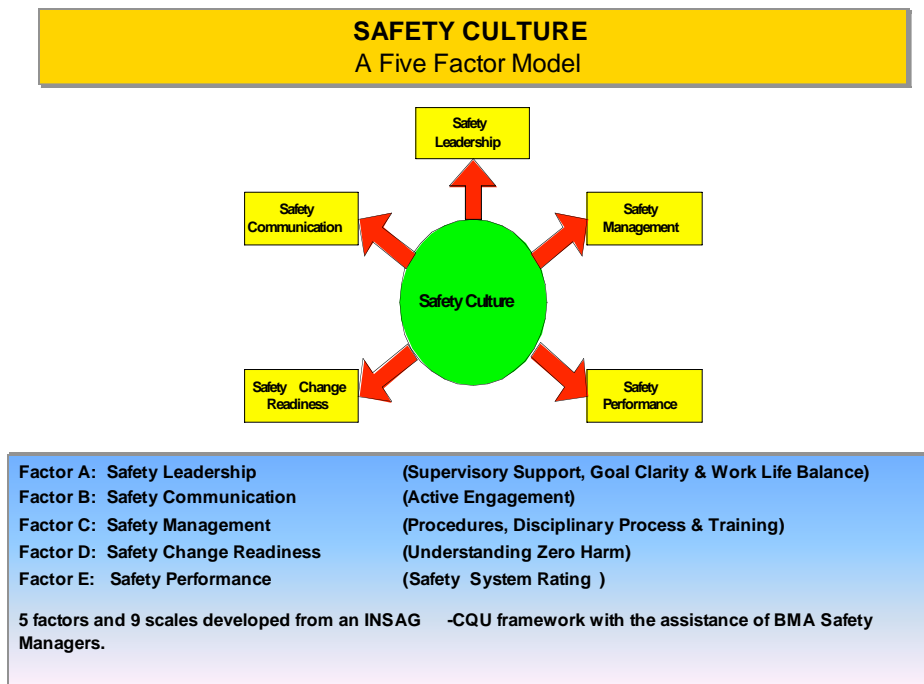 SAFETY CULTURE
A Five Factor Model
Safety
Leadership
Safety
Communication
Safety
Management
Safety Culture
Safety Change
Readiness
Safety
Performance
Factor A: Safety Leadership (Supervisory Support, Goal Clarity & Work Life Balance)
Factor B: Safety Communication (Active Engagement)
Factor C: Safety Management (Procedures, Disciplinary Process & Training)
Factor D: Safety Change Readiness (Understanding Zero Harm)
Factor E: Safety Performance (Safety System Rating )
5 factors and 9 scales developed from an INSAG -CQU framework with the assistance of BMA Safety
Managers.